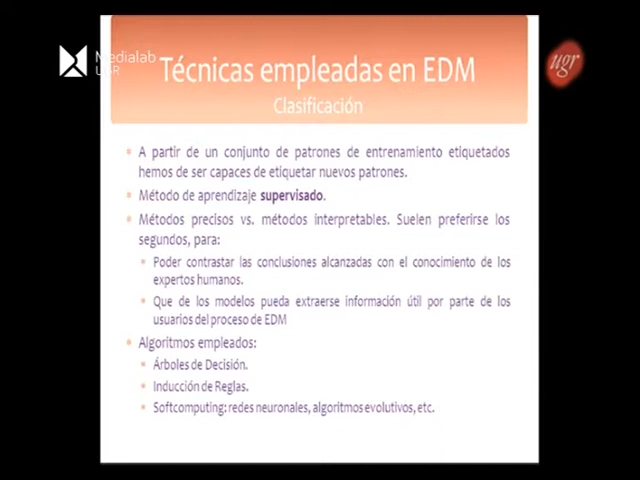 Medialab
UGR
ugr
Técnicas empleadas en EDM
Clasificación
A partir de un conjunto de patrones de entrenamiento etiquetados
hemos de ser capaces de etiquetar nuevos patrones.
Método de aprendizaje supervisado.
Métodos precisos vs. métodos interpretables. Suelen preferirse los
segundos, para:
Poder contrastar las conclusiones alcanzadas con el conocimiento de los
expertos humanos.
Que de los modelos pueda extraerse información útil por parte de los
usuarios del proceso de EDM
Algoritmos empleados:
Árboles de Decisión.
Inducción de Reglas.
Softcomputing: redes neuronales, algoritmos evolutivos, etc.